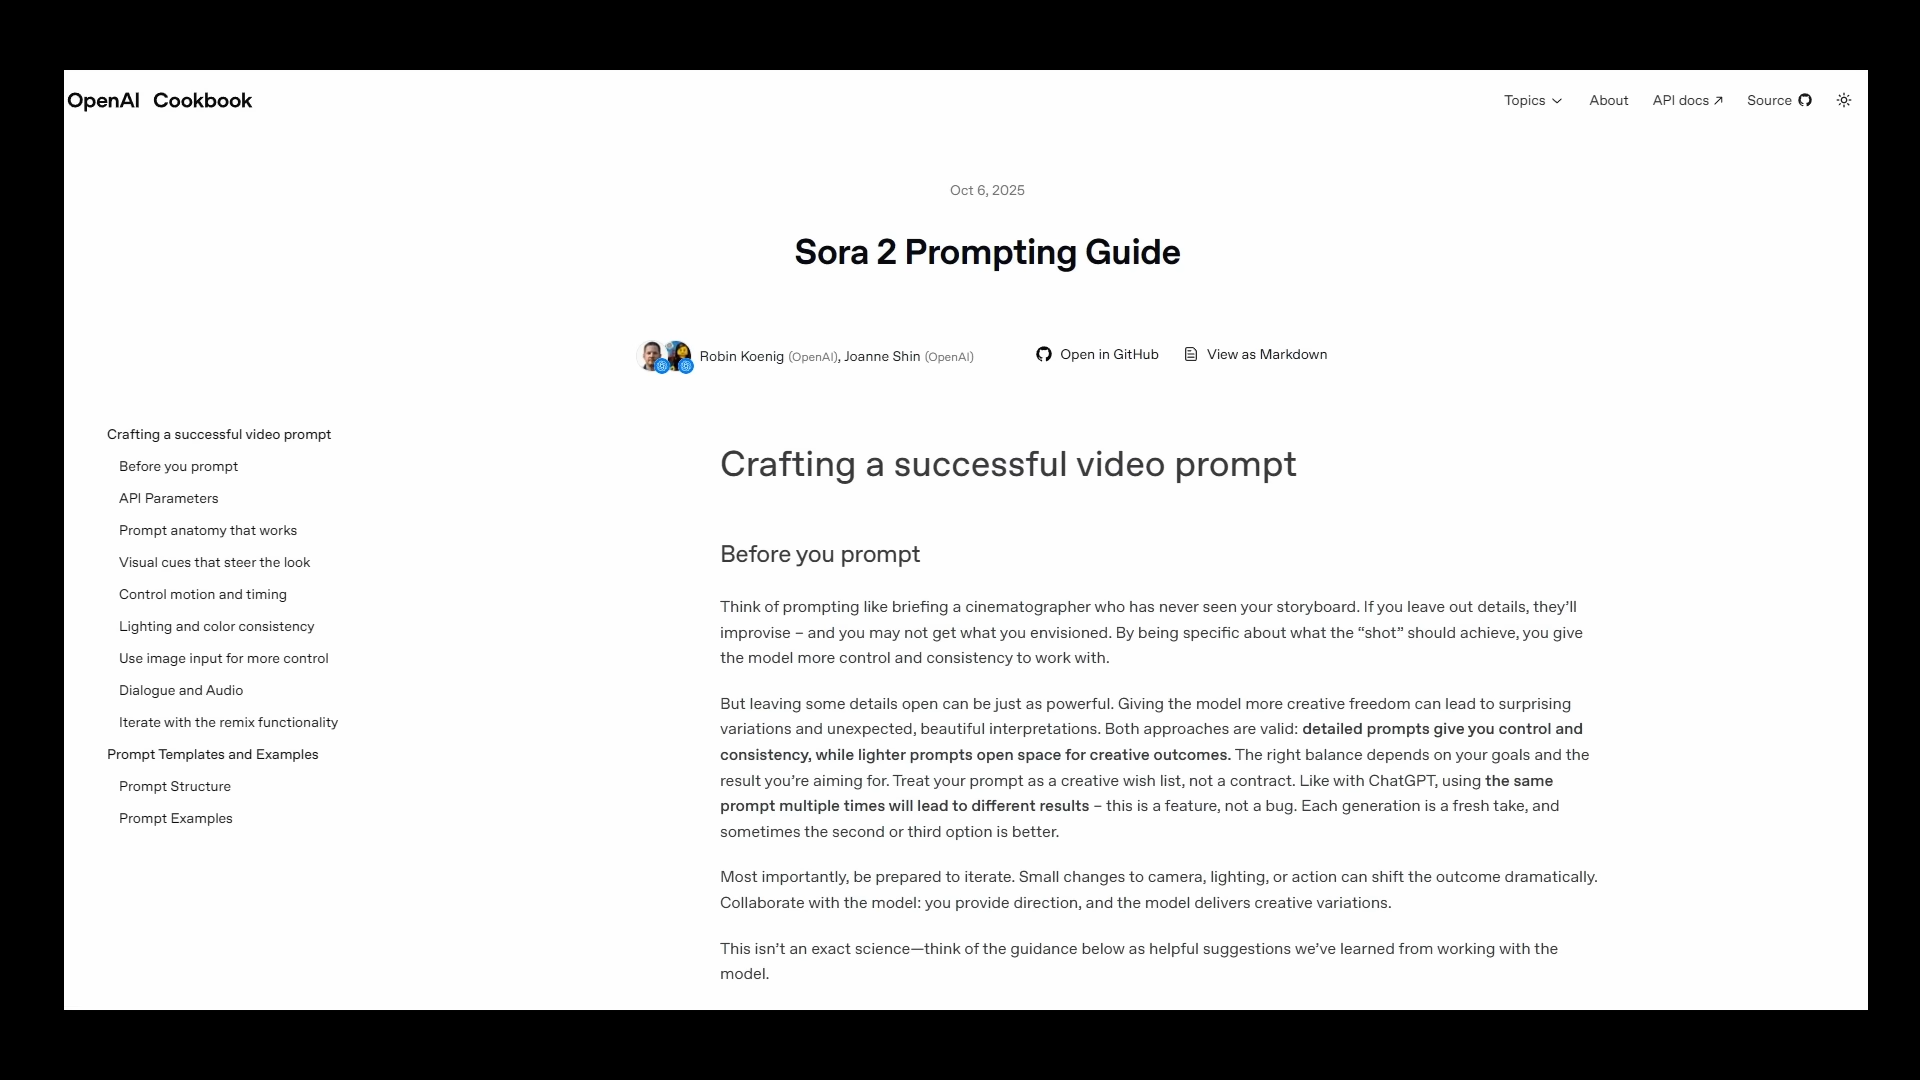 OpenAI Cookbook
Topics
About
API docs ↗
Source
Oct 6, 2025
Sora 2 Prompting Guide
Robin Koenig (OpenAI), Joanne Shin (OpenAI)
Open in GitHub
View as Markdown
Crafting a successful video prompt
Before you prompt
API Parameters
Prompt anatomy that works
Visual cues that steer the look
Control motion and timing
Lighting and color consistency
Use image input for more control
Dialogue and Audio
Iterate with the remix functionality
Prompt Templates and Examples
Prompt Structure
Prompt Examples
Crafting a successful video prompt
Before you prompt
Think of prompting like briefing a cinematographer who has never seen your storyboard. If you leave out details, they’ll
improvise – and you may not get what you envisioned. By being specific about what the “shot” should achieve, you give
the model more control and consistency to work with.
But leaving some details open can be just as powerful. Giving the model more creative freedom can lead to surprising
variations and unexpected, beautiful interpretations. Both approaches are valid: detailed prompts give you control and
consistency, while lighter prompts open space for creative outcomes. The right balance depends on your goals and the
result you’re aiming for. Treat your prompt as a creative wish list, not a contract. Like with ChatGPT, using the same
prompt multiple times will lead to different results – this is a feature, not a bug. Each generation is a fresh take, and
sometimes the second or third option is better.
Most importantly, be prepared to iterate. Small changes to camera, lighting, or action can shift the outcome dramatically.
Collaborate with the model: you provide direction, and the model delivers creative variations.
This isn’t an exact science—think of the guidance below as helpful suggestions we’ve learned from working with the
model.